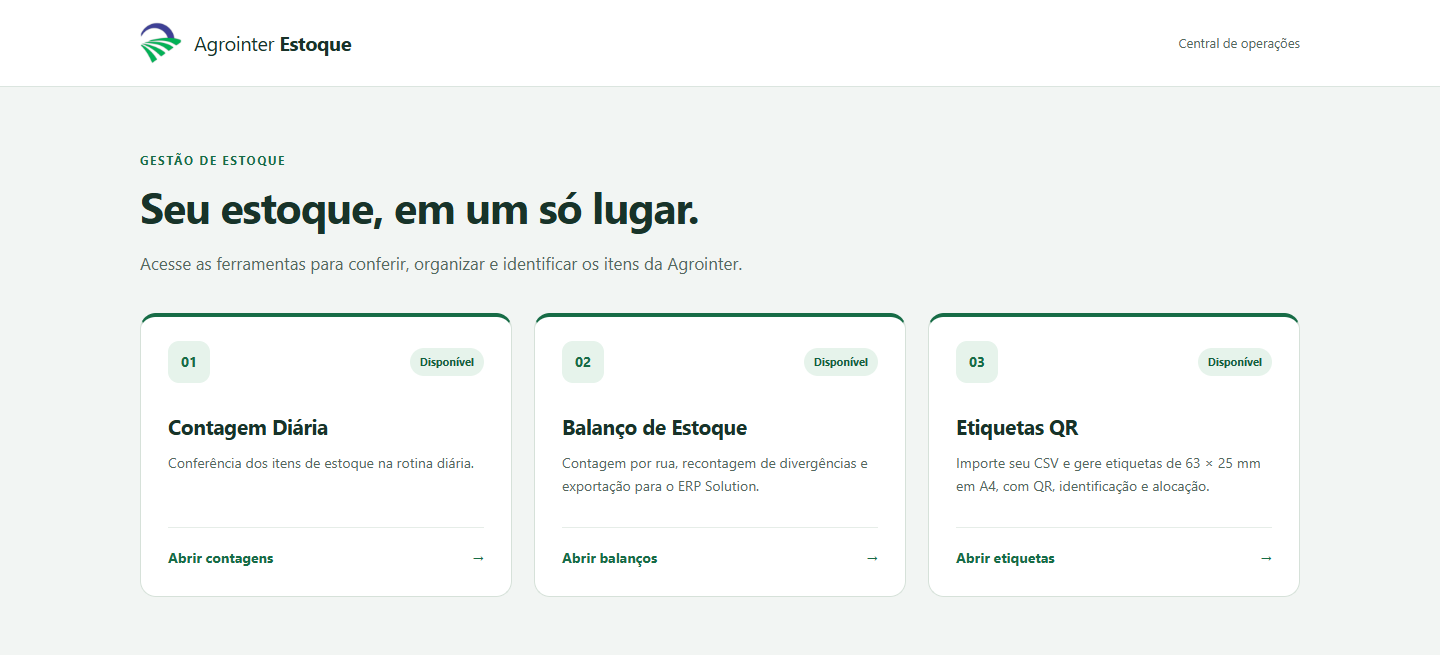 Agrointer Estoque
Central de operações
GESTÃO DE ESTOQUE
Seu estoque, em um só lugar.
Acesse as ferramentas para conferir, organizar e identificar os itens da Agrointer.
01
Disponível
Contagem Diária
Conferência dos itens de estoque na rotina diária.
Abrir contagens →
02
Disponível
Balanço de Estoque
Contagem por rua, recontagem de divergências e
exportação para o ERP Solution.
Abrir balanços →
03
Disponível
Etiquetas QR
Importe seu CSV e gere etiquetas de 63 × 25 mm
em A4, com QR, identificação e alocação.
Abrir etiquetas →